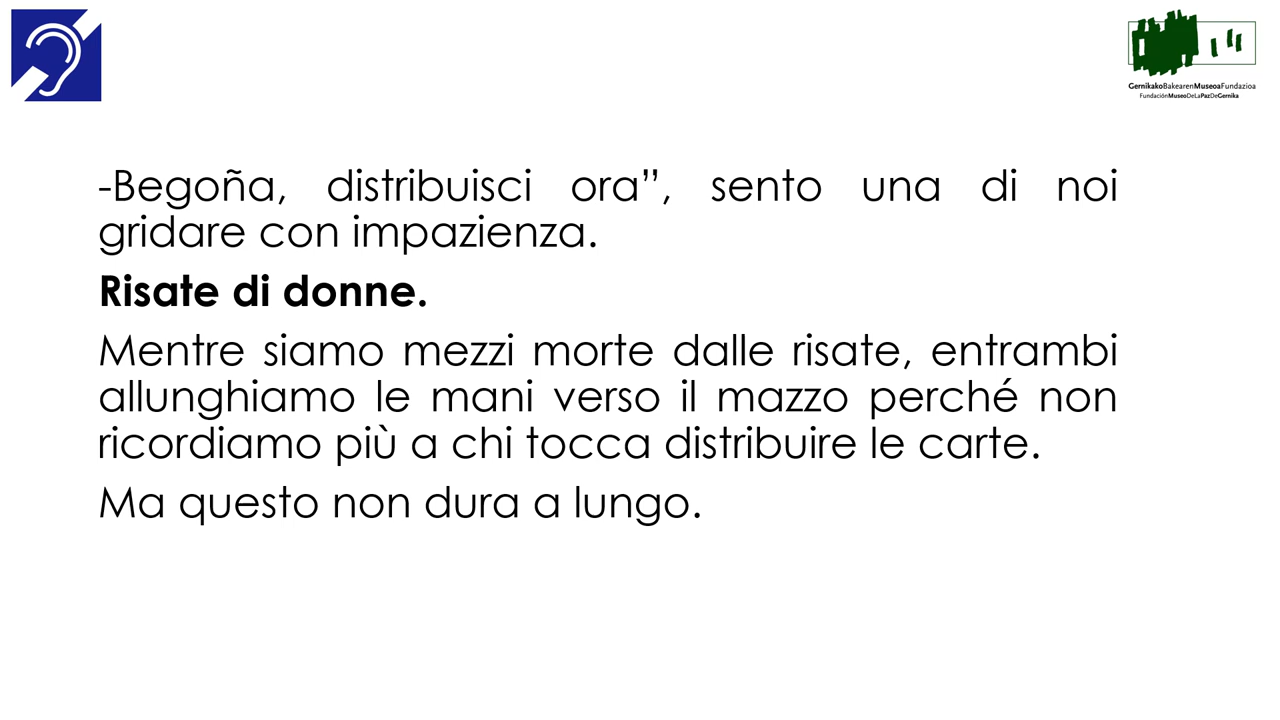 GernikakoBakearenMuseoaFundazioa
FundaciónMuseoDeLaPazDeGernika
-Begoña, distribuisci ora”, sento una di noi
gridare con impazienza.
Risate di donne.
Mentre siamo mezzi morte dalle risate, entrambi
allunghiamo le mani verso il mazzo perché non
ricordiamo più a chi tocca distribuire le carte.
Ma questo non dura a lungo.